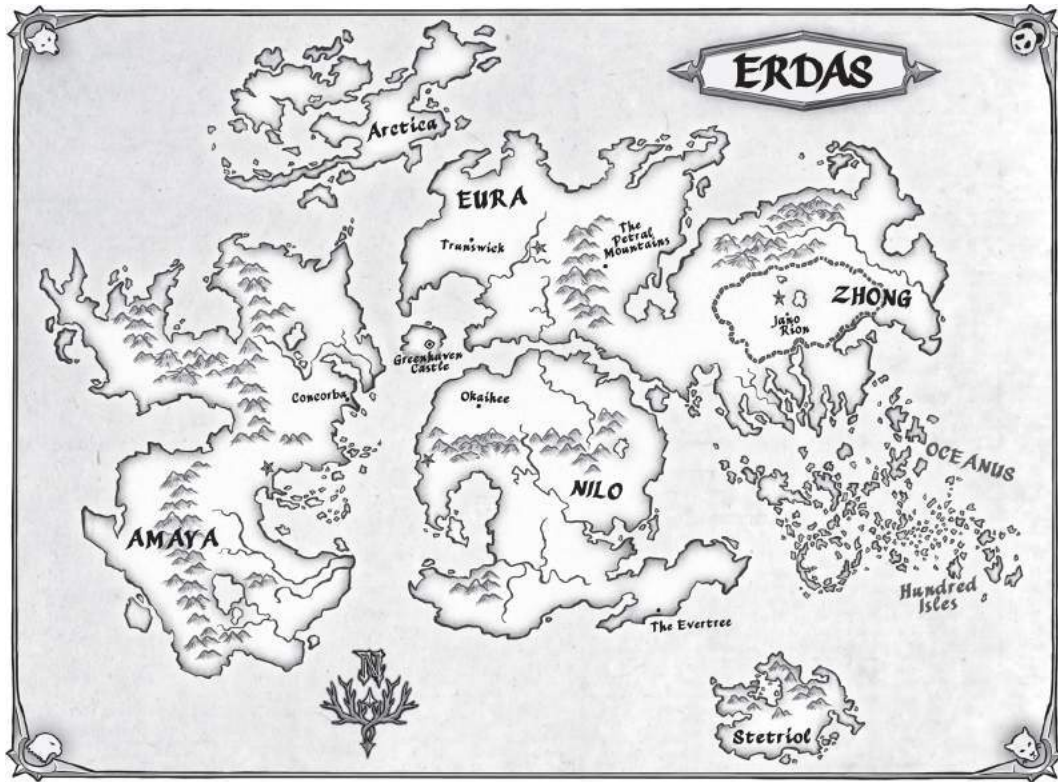 ERDAS
Arctica
EURA
Trunswick
The
Petral
Mountains
ZHONG
Jano
Rion
Greenhaven
Castle
Concorba
Okaihee
OCEANUS
NILO
AMAYA
Hundred
Isles
The Evertree
N
Stetriol